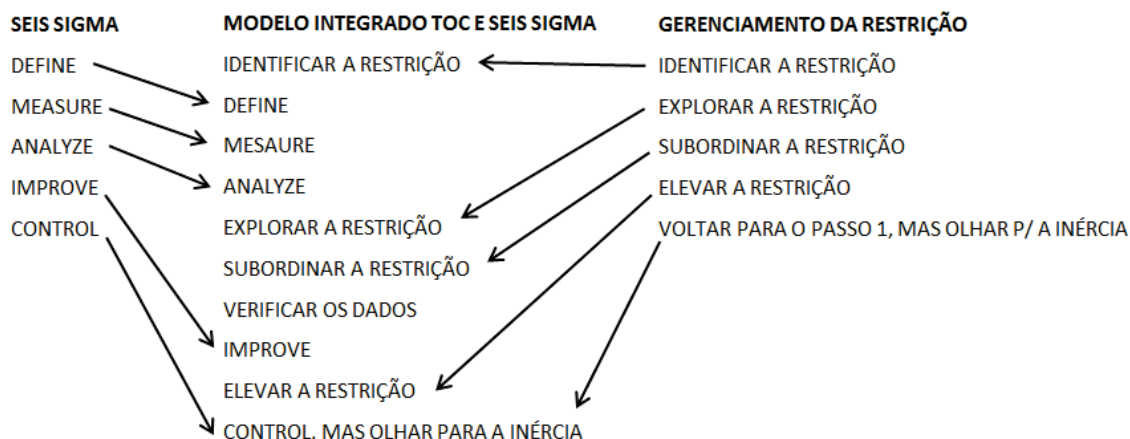 SEIS SIGMA MODELO INTEGRADO TOC E SEIS SIGMA GERENCIAMENTO DA RESTRIÇÃO
DEFINE IDENTIFICAR A RESTRIÇÃO IDENTIFICAR A RESTRIÇÃO
MEASURE DEFINE EXPLORAR A RESTRIÇÃO
ANALYZE MESAURE SUBORDINAR A RESTRIÇÃO
IMPROVE ANALYZE ELEVAR A RESTRIÇÃO
CONTROL EXPLORAR A RESTRIÇÃO VOLTAR PARA O PASSO 1, MAS OLHAR P/ A INÉRCIA
SUBORDINAR A RESTRIÇÃO
VERIFICAR OS DADOS
IMPROVE
ELEVAR A RESTRIÇÃO
CONTROL, MAS OLHAR PARA A INÉRCIA